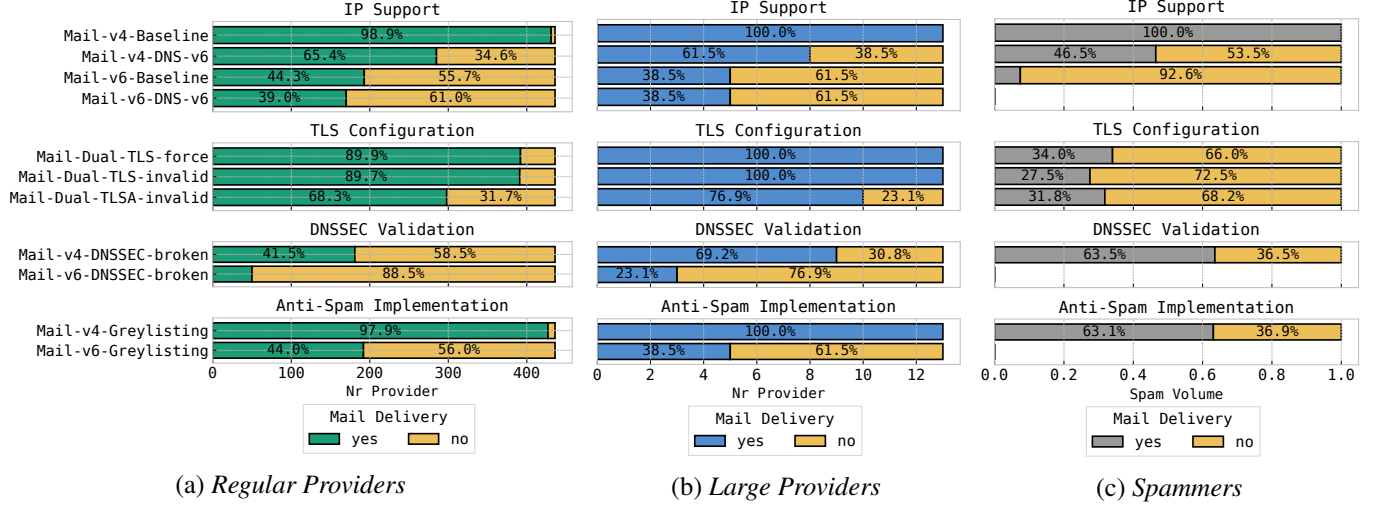 IP Support
Mail-v4-Baseline
98.9%
Mail-v4-DNS-v6
65.4% 34.6%
Mail-v6-Baseline
44.3% 55.7%
Mail-v6-DNS-v6
39.0% 61.0%
TLS Configuration
Mail-Dual-TLS-force
89.9%
Mail-Dual-TLS-invalid
89.7%
Mail-Dual-TLSA-invalid
68.3% 31.7%
DNSSEC Validation
Mail-v4-DNSSEC-broken
41.5% 58.5%
Mail-v6-DNSSEC-broken
88.5%
Anti-Spam Implementation
Mail-v4-Greylisting
97.9%
Mail-v6-Greylisting
44.0% 56.0%
0 100 200 300 400
Nr Provider
Mail Delivery
yes no
(a) Regular Providers
IP Support
100.0%
61.5% 38.5%
38.5% 61.5%
38.5% 61.5%
TLS Configuration
100.0%
100.0%
76.9% 23.1%
DNSSEC Validation
69.2% 30.8%
23.1% 76.9%
Anti-Spam Implementation
100.0%
38.5% 61.5%
0 2 4 6 8 10 12
Nr Provider
Mail Delivery
yes no
(b) Large Providers
IP Support
100.0%
46.5% 53.5%
92.6%
TLS Configuration
34.0% 66.0%
27.5% 72.5%
31.8% 68.2%
DNSSEC Validation
63.5% 36.5%
Anti-Spam Implementation
63.1% 36.9%
0.0 0.2 0.4 0.6 0.8 1.0
Spam Volume
Mail Delivery
yes no
(c) Spammers